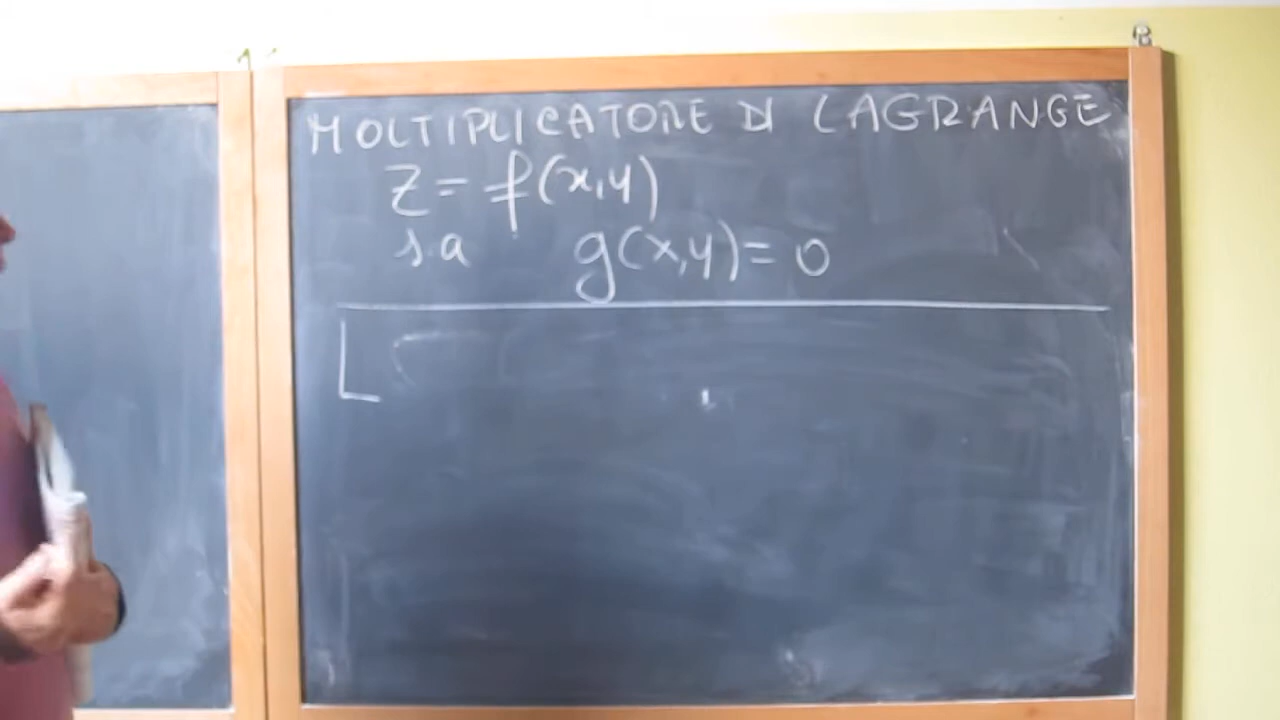 MOLTIPLICATORE DI LAGRANGE
z = f(x,y)
s.a g(x,y) = 0